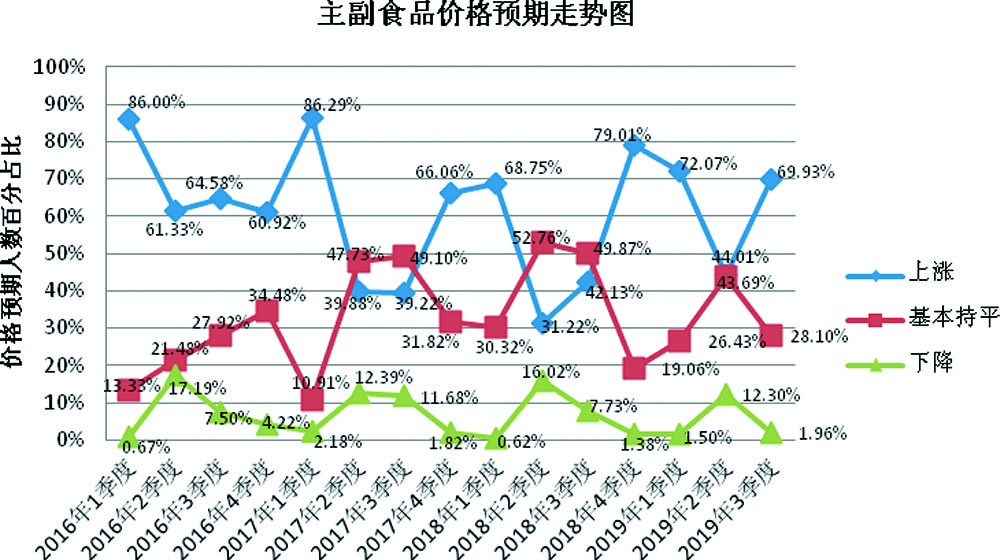 主副食品价格预期走势图
价格预期人数百分占比
100%
90%
80%
70%
60%
50%
40%
30%
20%
10%
0%
86.00%
61.33%
64.58%
60.92%
86.29%
39.88%
39.22%
66.06%
68.75%
31.22%
42.13%
79.01%
72.07%
44.01%
69.93%
13.33%
21.48%
27.92%
34.48%
10.91%
47.73%
49.10%
31.82%
30.32%
52.76%
49.87%
19.06%
26.43%
43.69%
28.10%
0.67%
17.19%
7.50%
4.22%
2.18%
12.39%
11.68%
1.82%
0.62%
16.02%
7.73%
1.38%
1.50%
12.30%
1.96%
2016年1季度
2016年2季度
2016年3季度
2016年4季度
2017年1季度
2017年2季度
2017年3季度
2017年4季度
2018年1季度
2018年2季度
2018年3季度
2018年4季度
2019年1季度
2019年2季度
2019年3季度
上涨
基本持平
下降